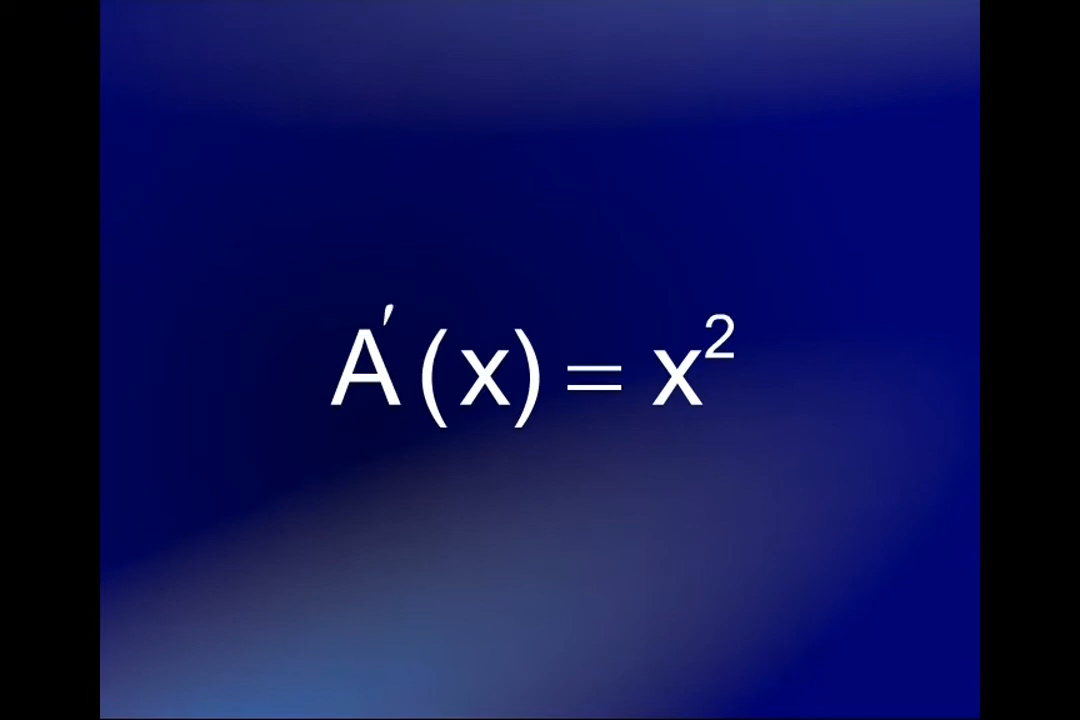 A′(x) = x²